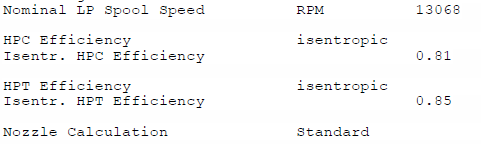 Nominal LP Spool Speed RPM 13068
HPC Efficiency isentropic
Isentr. HPC Efficiency 0.81
HPT Efficiency isentropic
Isentr. HPT Efficiency 0.85
Nozzle Calculation Standard